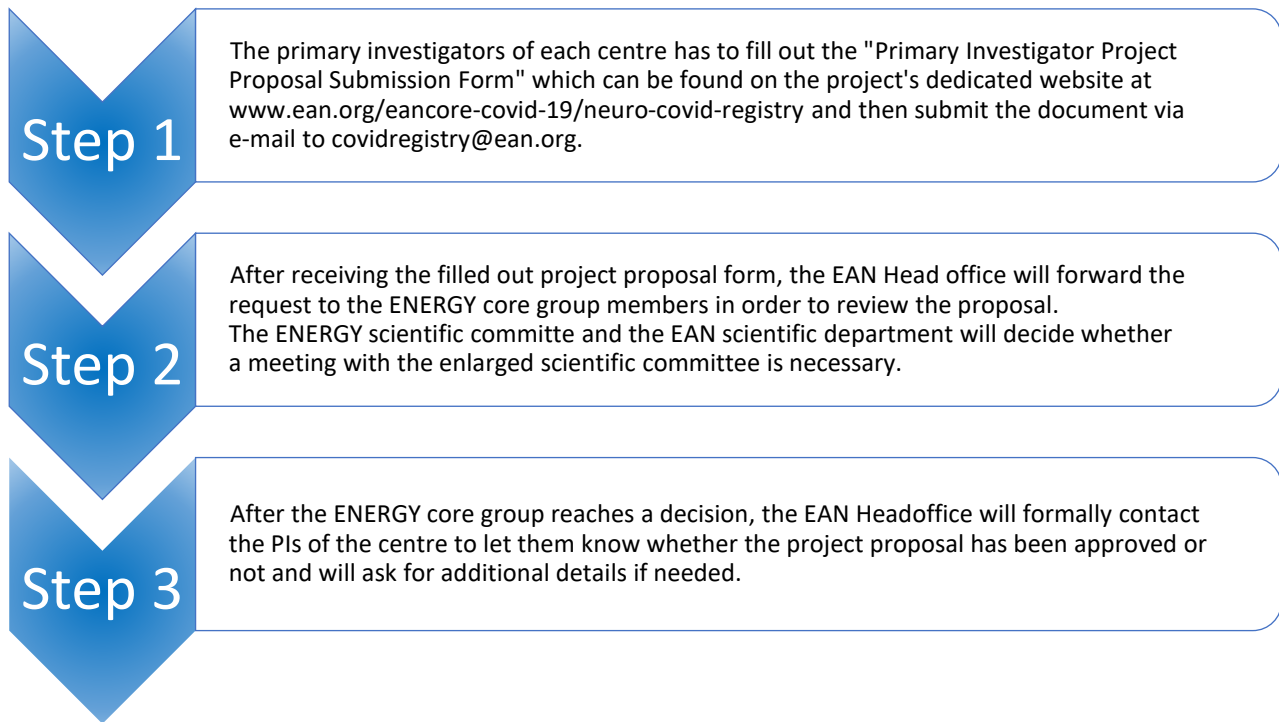 Step 1
The primary investigators of each centre has to fill out the "Primary Investigator Project
Proposal Submission Form" which can be found on the project's dedicated website at
www.ean.org/eancore-covid-19/neuro-covid-registry and then submit the document via
e-mail to covidregistry@ean.org.
Step 2
After receiving the filled out project proposal form, the EAN Head office will forward the
request to the ENERGY core group members in order to review the proposal.
The ENERGY scientific committe and the EAN scientific department will decide whether
a meeting with the enlarged scientific committee is necessary.
Step 3
After the ENERGY core group reaches a decision, the EAN Headoffice will formally contact
the PIs of the centre to let them know whether the project proposal has been approved or
not and will ask for additional details if needed.